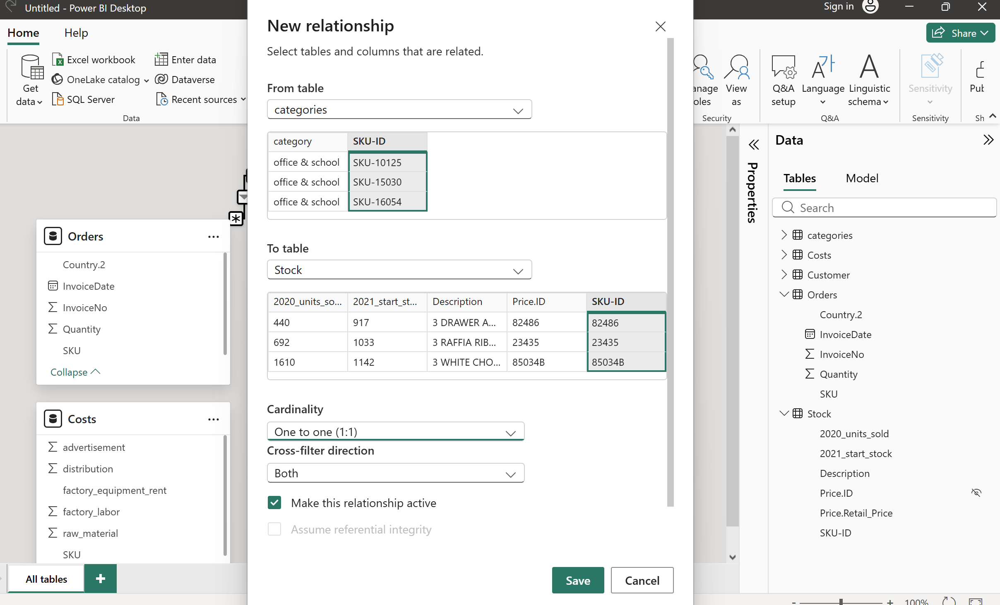 Untitled - Power BI Desktop
Sign in
Home
Help
Share
Get
data
Excel workbook
OneLake catalog
SQL Server
Enter data
Dataverse
Recent sources
Data
View
as
Security
Q&A
setup
Language
Linguistic
schema
Q&A
Sensitivity
Sensitivity
New relationship
Select tables and columns that are related.
From table
categories
category SKU-ID
office & school SKU-10125
office & school SKU-15030
office & school SKU-16054
To table
Stock
2020_units_so... 2021_start_st... Description Price.ID SKU-ID
440 917 3 DRAWER A... 82486 82486
692 1033 3 RAFFIA RIB... 23435 23435
1610 1142 3 WHITE CHO... 85034B 85034B
Cardinality
One to one (1:1)
Cross-filter direction
Both
Make this relationship active
Assume referential integrity
Save
Cancel
Orders
Country.2
InvoiceDate
InvoiceNo
Quantity
SKU
Collapse
Costs
advertisement
distribution
factory_equipment_rent
factory_labor
raw_material
SKU
All tables
Properties
Data
Tables
Model
Search
categories
Costs
Customer
Orders
Country.2
InvoiceDate
InvoiceNo
Quantity
SKU
Stock
2020_units_sold
2021_start_stock
Description
Price.ID
Price.Retail_Price
SKU-ID
100%